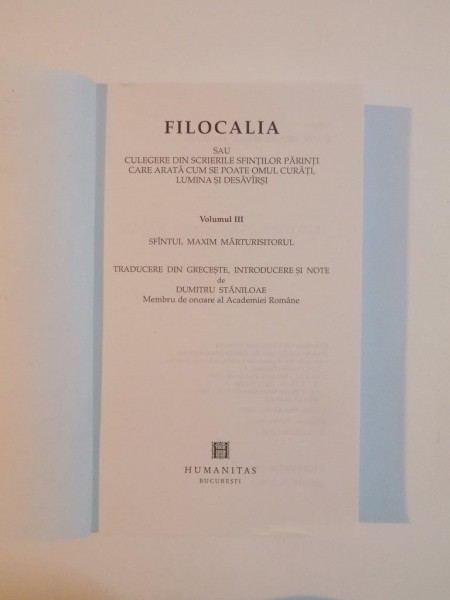 FILOCALIA
SAU
CULEGERE DIN SCRIERILE SFINȚILOR PĂRINȚI
CARE ARATĂ CUM SE POATE OMUL CURĂȚI,
LUMINA ȘI DESĂVÎRȘI
Volumul III
SFÎNTUL MAXIM MĂRTURISITORUL
TRADUCERE DIN GRECEȘTE, INTRODUCERE ȘI NOTE
de
DUMITRU STĂNILOAE
Membru de onoare al Academiei Române
HUMANITAS
BUCUREȘTI